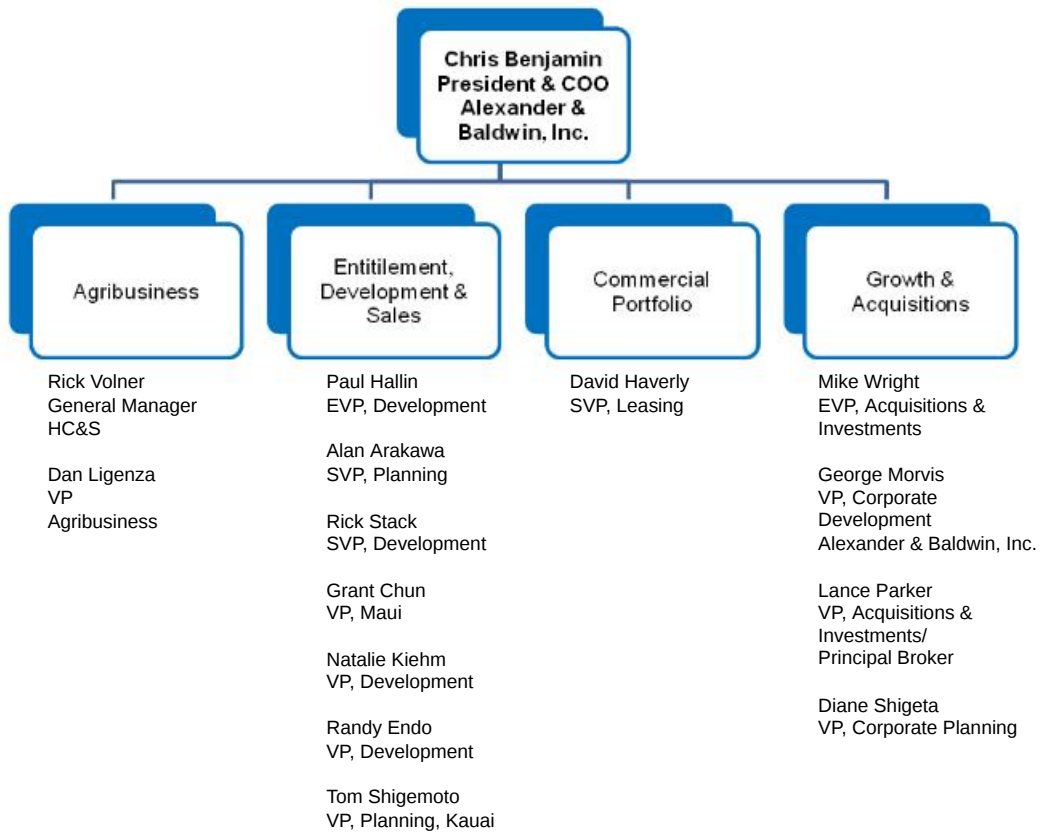 Chris Benjamin
President & COO
Alexander &
Baldwin, Inc.
Agribusiness
Entitilement,
Development &
Sales
Commercial
Portfolio
Growth &
Acquisitions
Rick Volner
General Manager
HC&S
Dan Ligenza
VP
Agribusiness
Paul Hallin
EVP, Development
Alan Arakawa
SVP, Planning
Rick Stack
SVP, Development
Grant Chun
VP, Maui
Natalie Kiehm
VP, Development
Randy Endo
VP, Development
Tom Shigemoto
VP, Planning, Kauai
David Haverly
SVP, Leasing
Mike Wright
EVP, Acquisitions &
Investments
George Morvis
VP, Corporate
Development
Alexander & Baldwin, Inc.
Lance Parker
VP, Acquisitions &
Investments/
Principal Broker
Diane Shigeta
VP, Corporate Planning